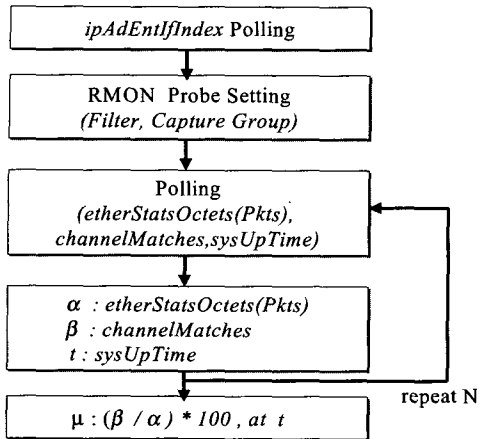 ipAdEntIfIndex Polling
RMON Probe Setting
(Filter, Capture Group)
Polling
(etherStatsOctets(Pkts),
channelMatches,sysUpTime)
α : etherStatsOctets(Pkts)
β : channelMatches
t : sysUpTime
repeat N
μ : (β / α) * 100 , at t